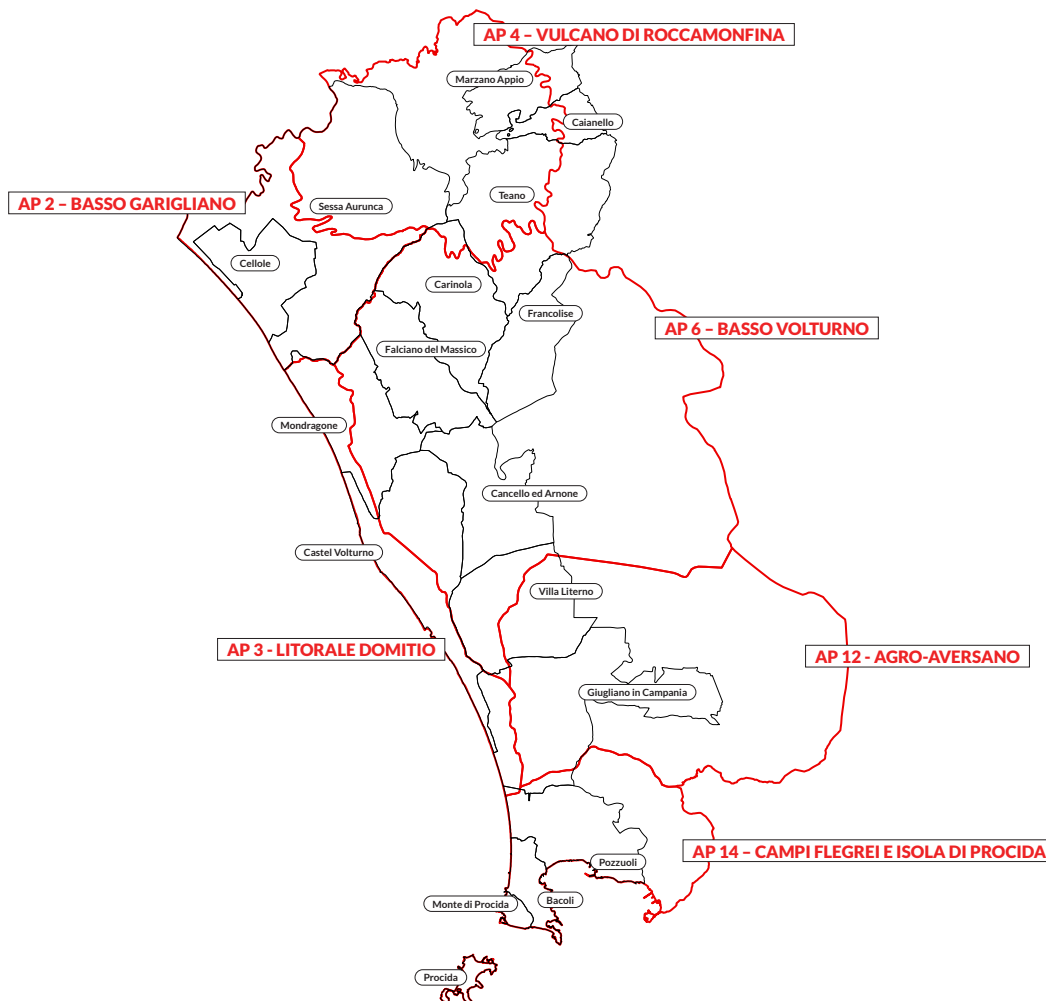 AP 4 – VULCANO DI ROCCAMONFINA
Marzano Appio
Caianello
AP 2 – BASSO GARIGLIANO
Teano
Sessa Aurunca
Cellole
Carinola
Francolise
AP 6 – BASSO VOLTURNO
Falciano del Massico
Mondragone
Cancello ed Arnone
Castel Volturno
Villa Literno
AP 3 - LITORALE DOMITIO
AP 12 - AGRO-AVERSANO
Giugliano in Campania
AP 14 – CAMPI FLEGREI E ISOLA DI PROCIDA
Pozzuoli
Monte di Procida
Bacoli
Procida